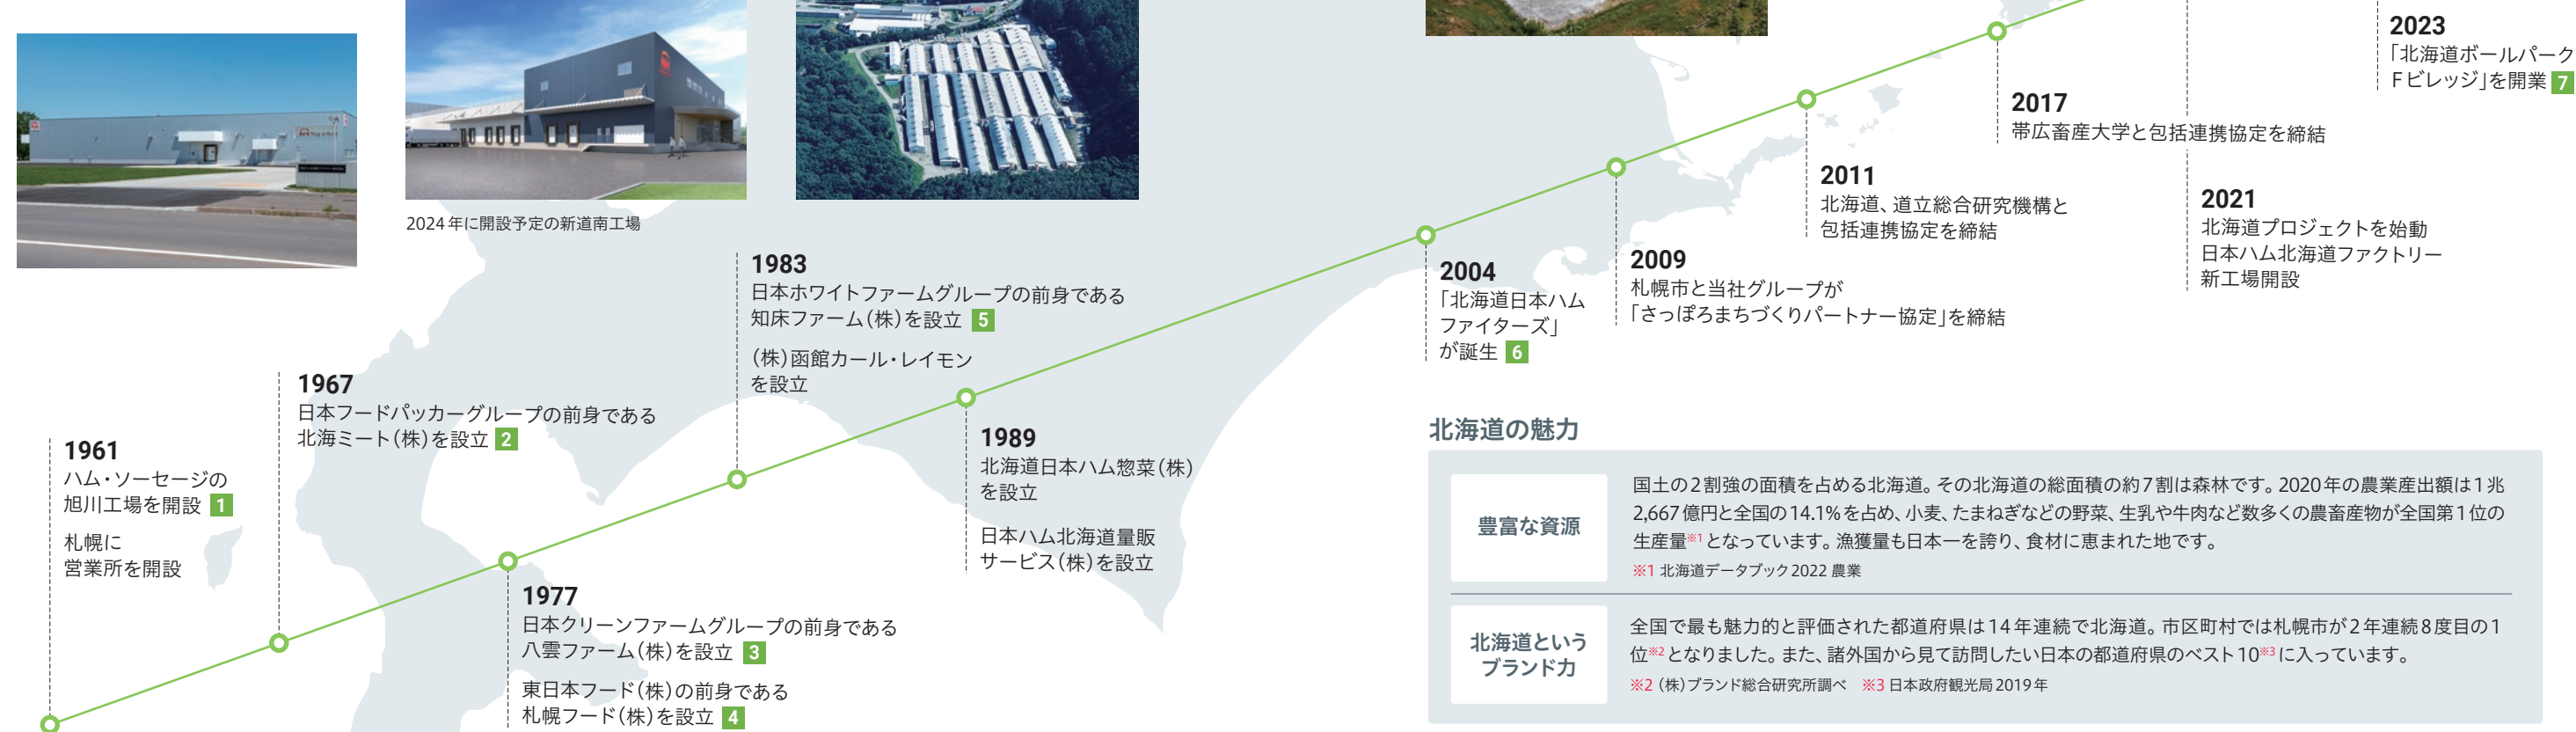 2024年に開設予定の新道南工場
1961
ハム・ソーセージの
旭川工場を開設 1
札幌に
営業所を開設
1967
日本フードパッカーグループの前身である
北海ミート(株)を設立 2
1977
日本クリーンファームグループの前身である
八雲ファーム(株)を設立 3
東日本フード(株)の前身である
札幌フード(株)を設立 4
1983
日本ホワイトファームグループの前身である
知床ファーム(株)を設立 5
(株)函館カール・レイモン
を設立
1989
北海道日本ハム惣菜(株)
を設立
日本ハム北海道量販
サービス(株)を設立
2004
「北海道日本ハム
ファイターズ」
が誕生 6
2009
札幌市と当社グループが
「さっぽろまちづくりパートナー協定」を締結
2011
北海道、道立総合研究機構と
包括連携協定を締結
2017
帯広畜産大学と包括連携協定を締結
2021
北海道プロジェクトを始動
日本ハム北海道ファクトリー
新工場開設
2023
「北海道ボールパーク
Fビレッジ」を開業 7
北海道の魅力
豊富な資源
国土の2割強の面積を占める北海道。その北海道の総面積の約7割は森林です。2020年の農業産出額は1兆
2,667億円と全国の14.1%を占め、小麦、たまねぎなどの野菜、生乳や牛肉など数多くの農畜産物が全国第1位の
生産量※1となっています。漁獲量も日本一を誇り、食材に恵まれた地です。
※1 北海道データブック2022 農業
北海道という
ブランド力
全国で最も魅力的と評価された都道府県は14年連続で北海道。市区町村では札幌市が2年連続8度目の1
位※2となりました。また、諸外国から見て訪問したい日本の都道府県のベスト10※3に入っています。
※2 (株)ブランド総合研究所調べ ※3 日本政府観光局2019年